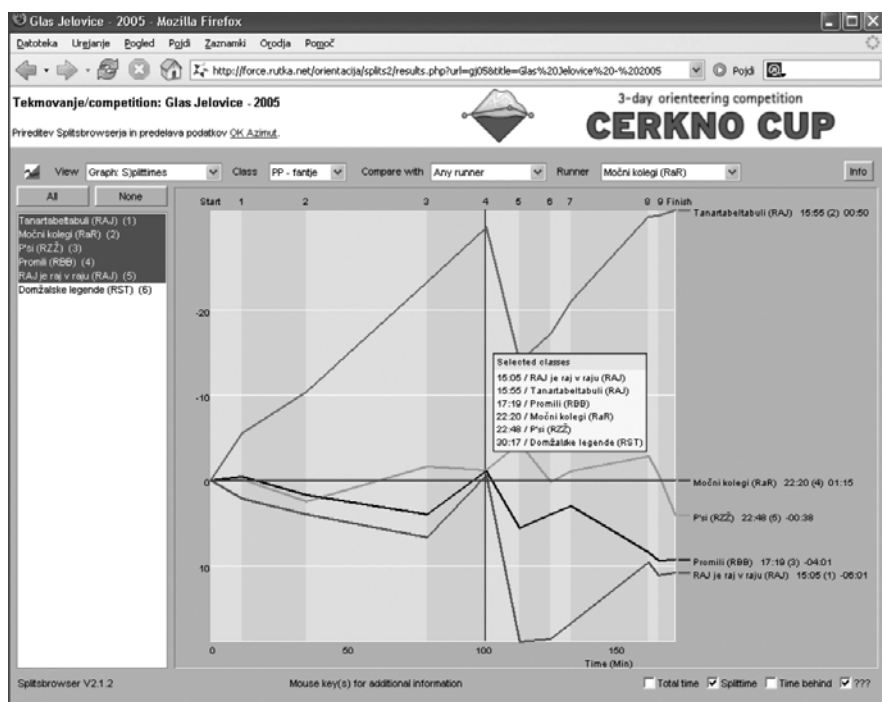 Glas Jelovice - 2005 - Mozilla Firefox
Datoteka Urejanje Pogled Pojdi Zaznamki Orodja Pomoč
http://force.rutka.net/orientacija/splits2/results.php?url=gj05&title=Glas%20Jelovice%20-%202005 Pojdi
Tekmovanje/competition: Glas Jelovice - 2005
Prireditev Splitsbrowserja in predelava podatkov OK Azimut.
3-day orienteering competition
CERKNO CUP
View Graph: S)plittimes Class PP - fantje Compare with Any runner Runner Močni kolegi (RaR) Info
All None
Tanartabeltabuli (RAJ) (1)
Močni kolegi (RaR) (2)
P'si (RZŽ) (3)
Promili (RBB) (4)
RAJ je raj v raju (RAJ) (5)
Domžalske legende (RST) (6)
Start 1 2 3 4 5 6 7 8 9 Finish
Tanartabeltabuli (RAJ) 15:55 (2) 00:50
-20
Selected classes
15:05 / RAJ je raj v raju (RAJ)
15:55 / Tanartabeltabuli (RAJ)
17:19 / Promili (RBB)
22:20 / Močni kolegi (RaR)
22:48 / P'si (RZŽ)
30:17 / Domžalske legende (RST)
-10
0
Močni kolegi (RaR) 22:20 (4) 01:15
P'si (RZŽ) 22:48 (5) -00:38
Promili (RBB) 17:19 (3) -04:01
10
RAJ je raj v raju (RAJ) 15:05 (1) -06:01
0 50 100 150
Time (Min)
Splitsbrowser V2.1.2 Mouse key(s) for additional information Total time Splittime Time behind ???